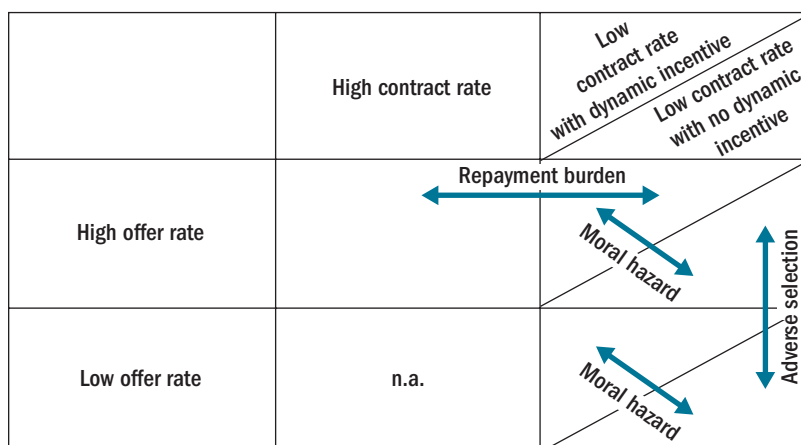 High contract rate
Low
contract rate
with dynamic incentive
Low contract rate
with no dynamic
incentive
Repayment burden
High offer rate
Moral hazard
Adverse selection
Low offer rate
n.a.
Moral hazard